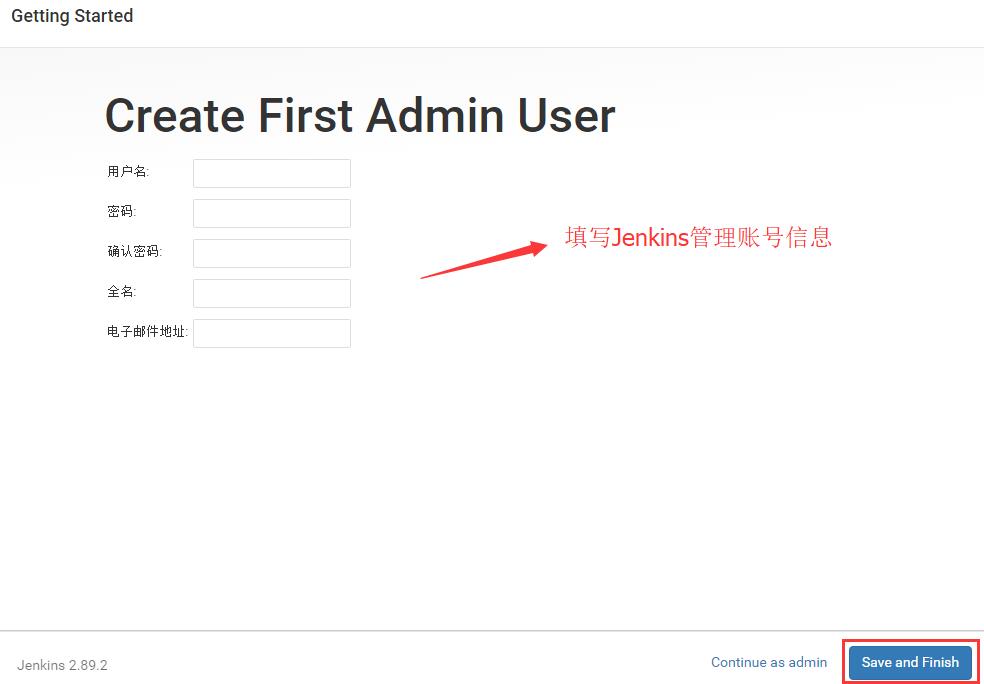 Getting Started
Create First Admin User
用户名:
密码:
确认密码:
全名:
电子邮件地址:
填写Jenkins管理账号信息
Jenkins 2.89.2
Continue as admin
Save and Finish